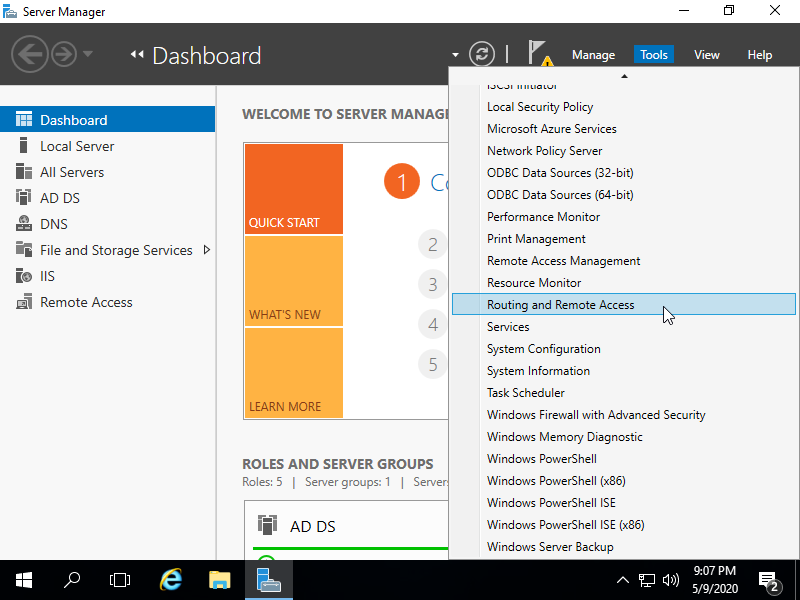 Server Manager
Dashboard
Manage
Tools
View
Help
Dashboard
Local Server
All Servers
AD DS
DNS
File and Storage Services
IIS
Remote Access
WELCOME TO SERVER MANAG
QUICK START
WHAT'S NEW
LEARN MORE
1
Co
2
3
4
5
ROLES AND SERVER GROUPS
Roles: 5 | Server groups: 1 | Server
AD DS
iSCSI Initiator
Local Security Policy
Microsoft Azure Services
Network Policy Server
ODBC Data Sources (32-bit)
ODBC Data Sources (64-bit)
Performance Monitor
Print Management
Remote Access Management
Resource Monitor
Routing and Remote Access
Services
System Configuration
System Information
Task Scheduler
Windows Firewall with Advanced Security
Windows Memory Diagnostic
Windows PowerShell
Windows PowerShell (x86)
Windows PowerShell ISE
Windows PowerShell ISE (x86)
Windows Server Backup
9:07 PM
5/9/2020
2